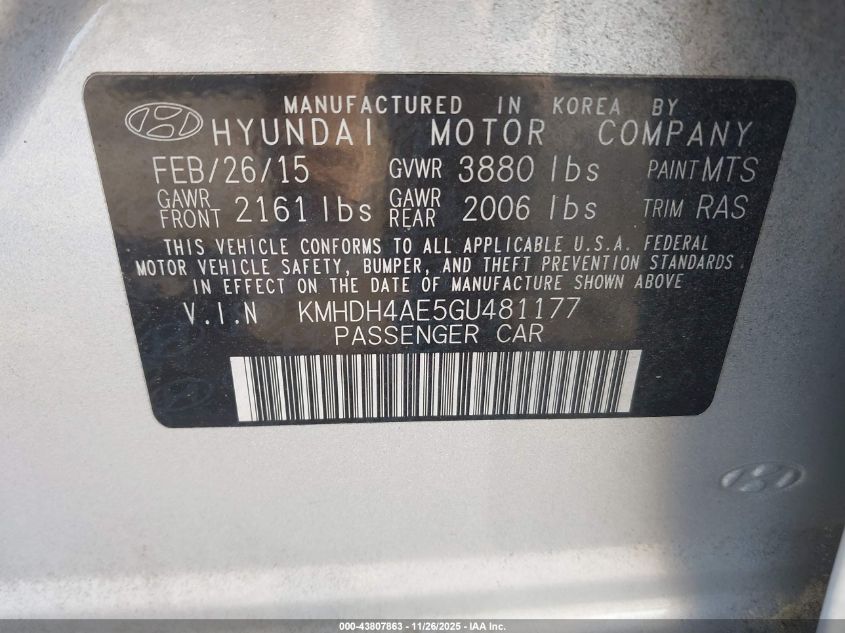 MANUFACTURED IN KOREA BY
HYUNDAI MOTOR COMPANY
FEB/26/15 GVWR 3880 lbs PAINT MTS
GAWR FRONT 2161 lbs GAWR REAR 2006 lbs TRIM RAS
THIS VEHICLE CONFORMS TO ALL APPLICABLE U.S.A. FEDERAL
MOTOR VEHICLE SAFETY, BUMPER, AND THEFT PREVENTION STANDARDS
IN EFFECT ON THE DATE OF MANUFACTURE SHOWN ABOVE.
V.I.N KMHDH4AE5GU481177
PASSENGER CAR
000-43807863 - 11/26/2025 - IAA Inc.